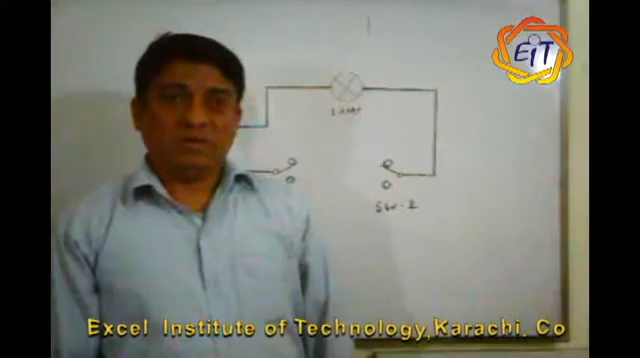 EiT
LAMP
SW-2
Excel Institute of Technology,Karachi. Co